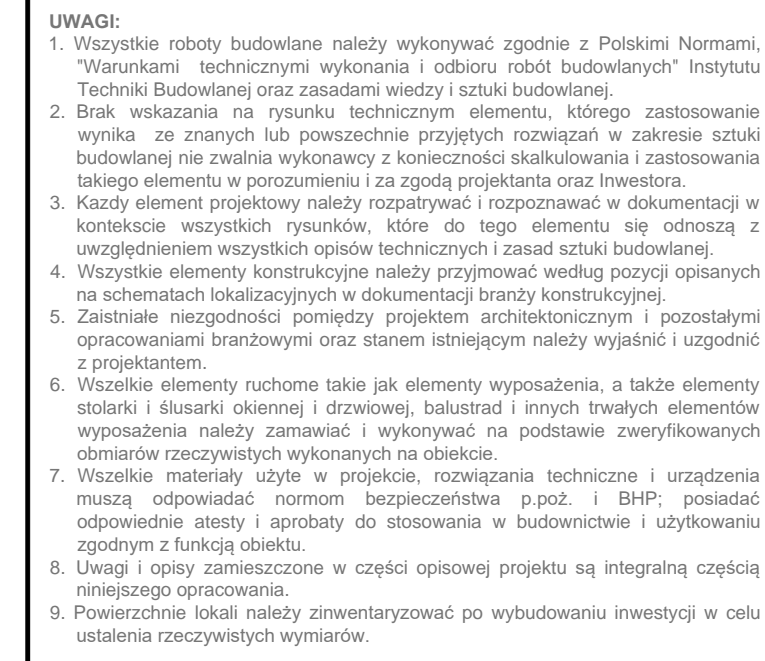 UWAGI:
1. Wszystkie roboty budowlane należy wykonywać zgodnie z Polskimi Normami,
"Warunkami technicznymi wykonania i odbioru robót budowlanych" Instytutu
Techniki Budowlanej oraz zasadami wiedzy i sztuki budowlanej.
2. Brak wskazania na rysunku technicznym elementu, którego zastosowanie
wynika ze znanych lub powszechnie przyjętych rozwiązań w zakresie sztuki
budowlanej nie zwalnia wykonawcy z konieczności skalkulowania i zastosowania
takiego elementu w porozumieniu i za zgodą projektanta oraz Inwestora.
3. Kazdy element projektowy należy rozpatrywać i rozpoznawać w dokumentacji w
kontekscie wszystkich rysunków, które do tego elementu się odnoszą z
uwzględnieniem wszystkich opisów technicznych i zasad sztuki budowlanej.
4. Wszystkie elementy konstrukcyjne należy przyjmować według pozycji opisanych
na schematach lokalizacyjnych w dokumentacji branży konstrukcyjnej.
5. Zaistniałe niezgodności pomiędzy projektem architektonicznym i pozostałymi
opracowaniami branżowymi oraz stanem istniejącym należy wyjaśnić i uzgodnić
z projektantem.
6. Wszelkie elementy ruchome takie jak elementy wyposażenia, a także elementy
stolarki i ślusarki okiennej i drzwiowej, balustrad i innych trwałych elementów
wyposażenia należy zamawiać i wykonywać na podstawie zweryfikowanych
obmiarów rzeczywistych wykonanych na obiekcie.
7. Wszelkie materiały użyte w projekcie, rozwiązania techniczne i urządzenia
muszą odpowiadać normom bezpieczeństwa p.poż. i BHP; posiadać
odpowiednie atesty i aprobaty do stosowania w budownictwie i użytkowaniu
zgodnym z funkcją obiektu.
8. Uwagi i opisy zamieszczone w części opisowej projektu są integralną częścią
niniejszego opracowania.
9. Powierzchnie lokali należy zinwentaryzować po wybudowaniu inwestycji w celu
ustalenia rzeczywistych wymiarów.